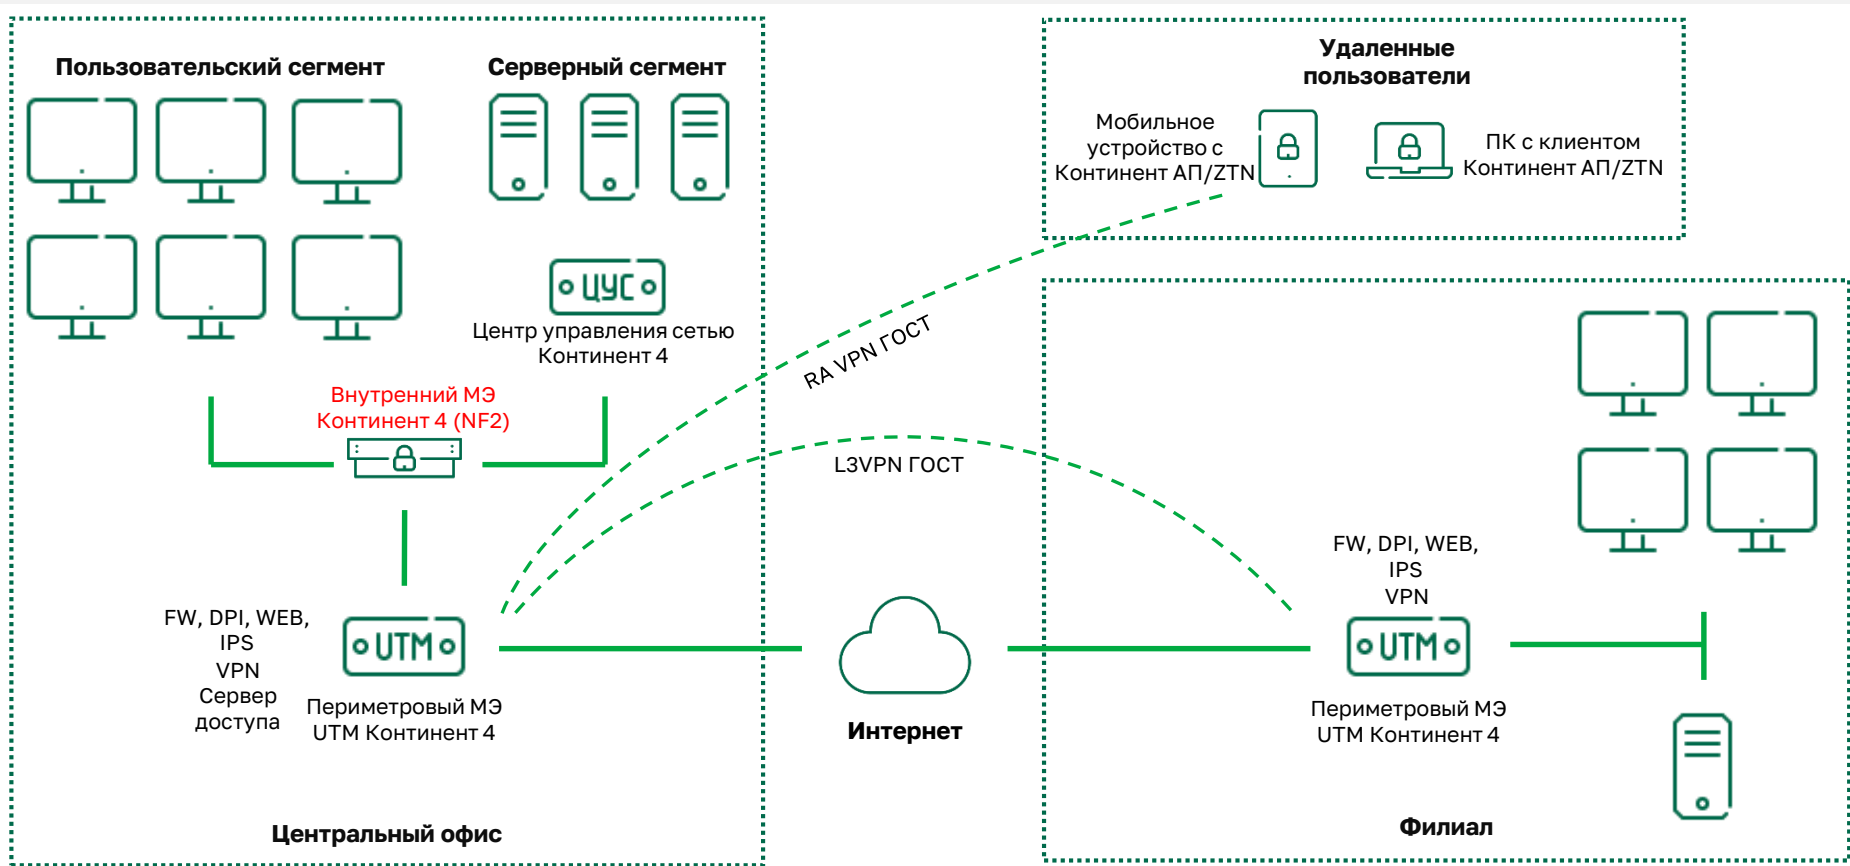 Пользовательский сегмент
Серверный сегмент
ЦУС
Центр управления сетью
Континент 4
Внутренний МЭ
Континент 4 (NF2)
FW, DPI, WEB,
IPS
VPN
Сервер
доступа
UTM
Периметровый МЭ
UTM Континент 4
Центральный офис
RA VPN ГОСТ
L3VPN ГОСТ
Интернет
Удаленные
пользователи
Мобильное
устройство с
Континент АП/ZTN
ПК с клиентом
Континент АП/ZTN
FW, DPI, WEB,
IPS
VPN
UTM
Периметровый МЭ
UTM Континент 4
Филиал